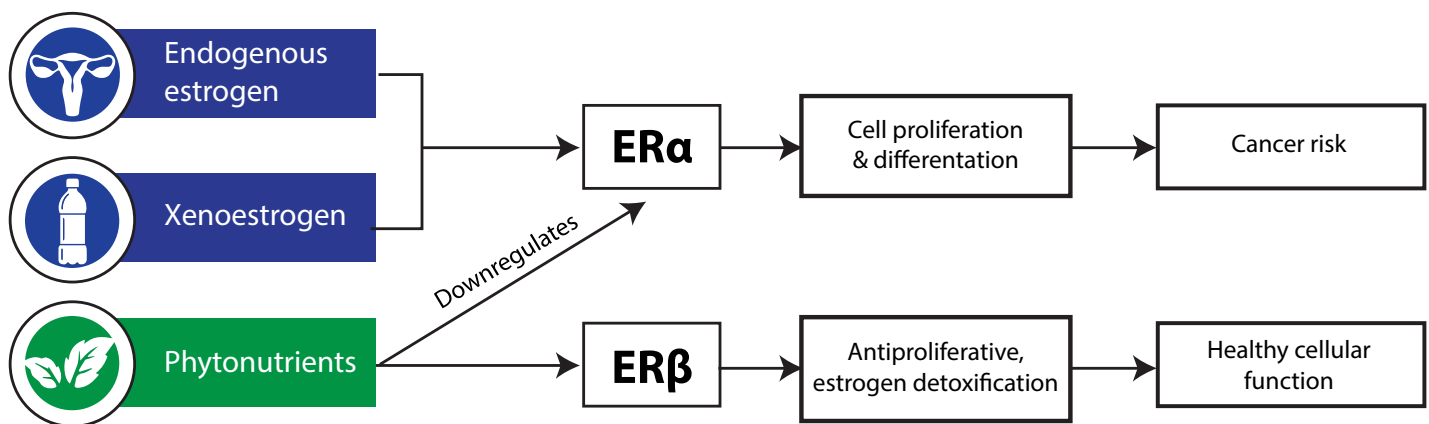 Endogenous
estrogen
Xenoestrogen
Phytonutrients
Downregulates
ERα
Cell proliferation
& differentation
Cancer risk
ERβ
Antiproliferative,
estrogen detoxification
Healthy cellular
function